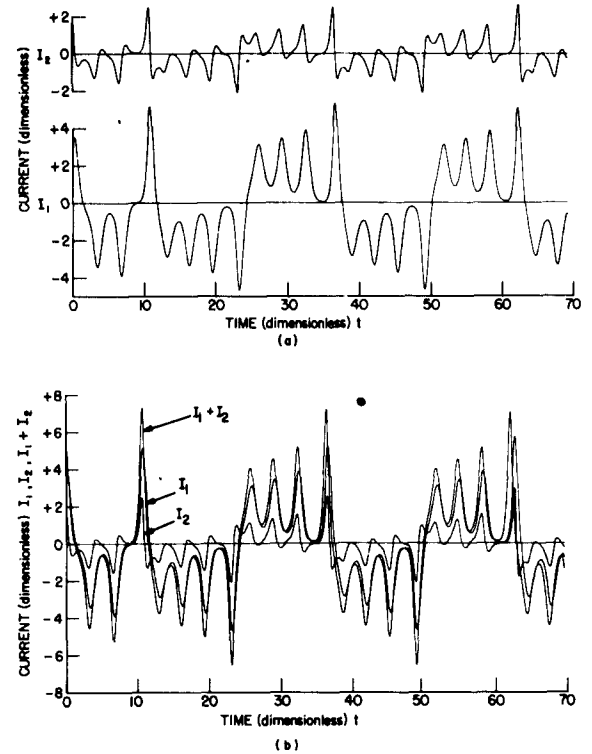 +2
I₂ 0
-2
+4
+2
I₁ 0
-2
-4
CURRENT (dimensionless)
0 10 20 30 40 50 60 70
TIME (dimensionless) t
(a)
+8
+6
+4
+2
0
-2
-4
-6
-8
CURRENT (dimensionless) I₁ , I₂ , I₁ + I₂
I₁ + I₂
I₁
I₂
0 10 20 30 40 50 60 70
TIME (dimensionless) t
(b)